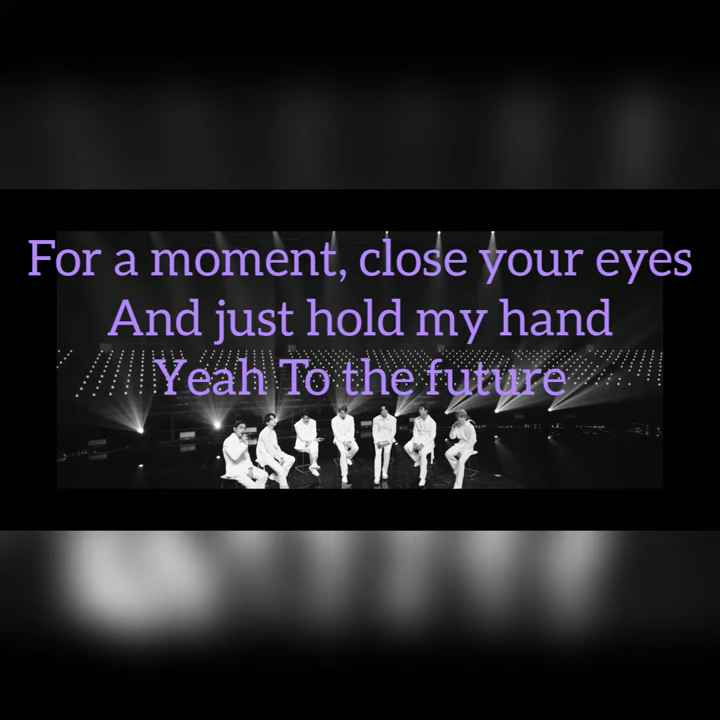 For a moment, close your eyes
And just hold my hand
Yeah To the future